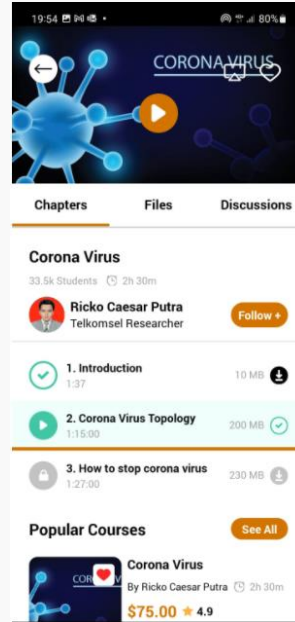 19:54
80%
CORONA VIRUS
Chapters Files Discussions
Corona Virus
33.5k Students 2h 30m
Ricko Caesar Putra
Telkomsel Researcher
Follow +
1. Introduction
1:37
10 MB
2. Corona Virus Topology
1:15:00
200 MB
3. How to stop corona virus
1:27:00
230 MB
Popular Courses
See All
COR
Corona Virus
By Ricko Caesar Putra 2h 30m
$75.00 4.9